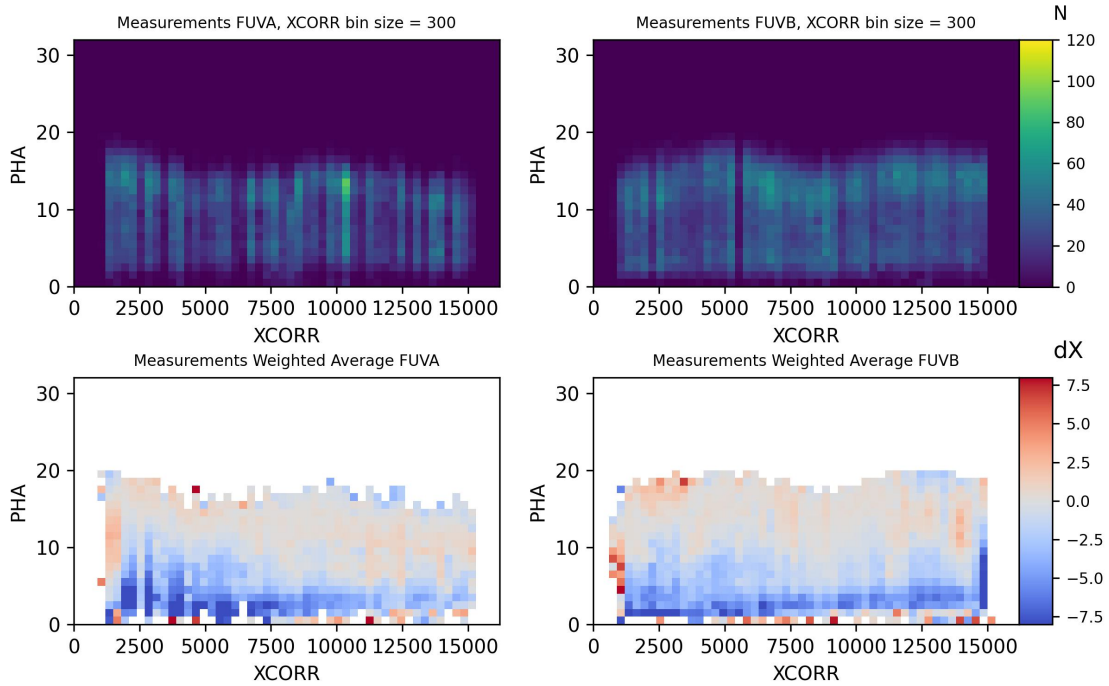 Measurements FUVA, XCORR bin size = 300
Measurements FUVB, XCORR bin size = 300
N
PHA
30
20
10
0
0 2500 5000 7500 10000 12500 15000
XCORR
PHA
30
20
10
0
0 2500 5000 7500 10000 12500 15000
XCORR
120
100
80
60
40
20
0
Measurements Weighted Average FUVA
Measurements Weighted Average FUVB
dX
PHA
30
20
10
0
0 2500 5000 7500 10000 12500 15000
XCORR
PHA
30
20
10
0
0 2500 5000 7500 10000 12500 15000
XCORR
7.5
5.0
2.5
0.0
−2.5
−5.0
−7.5